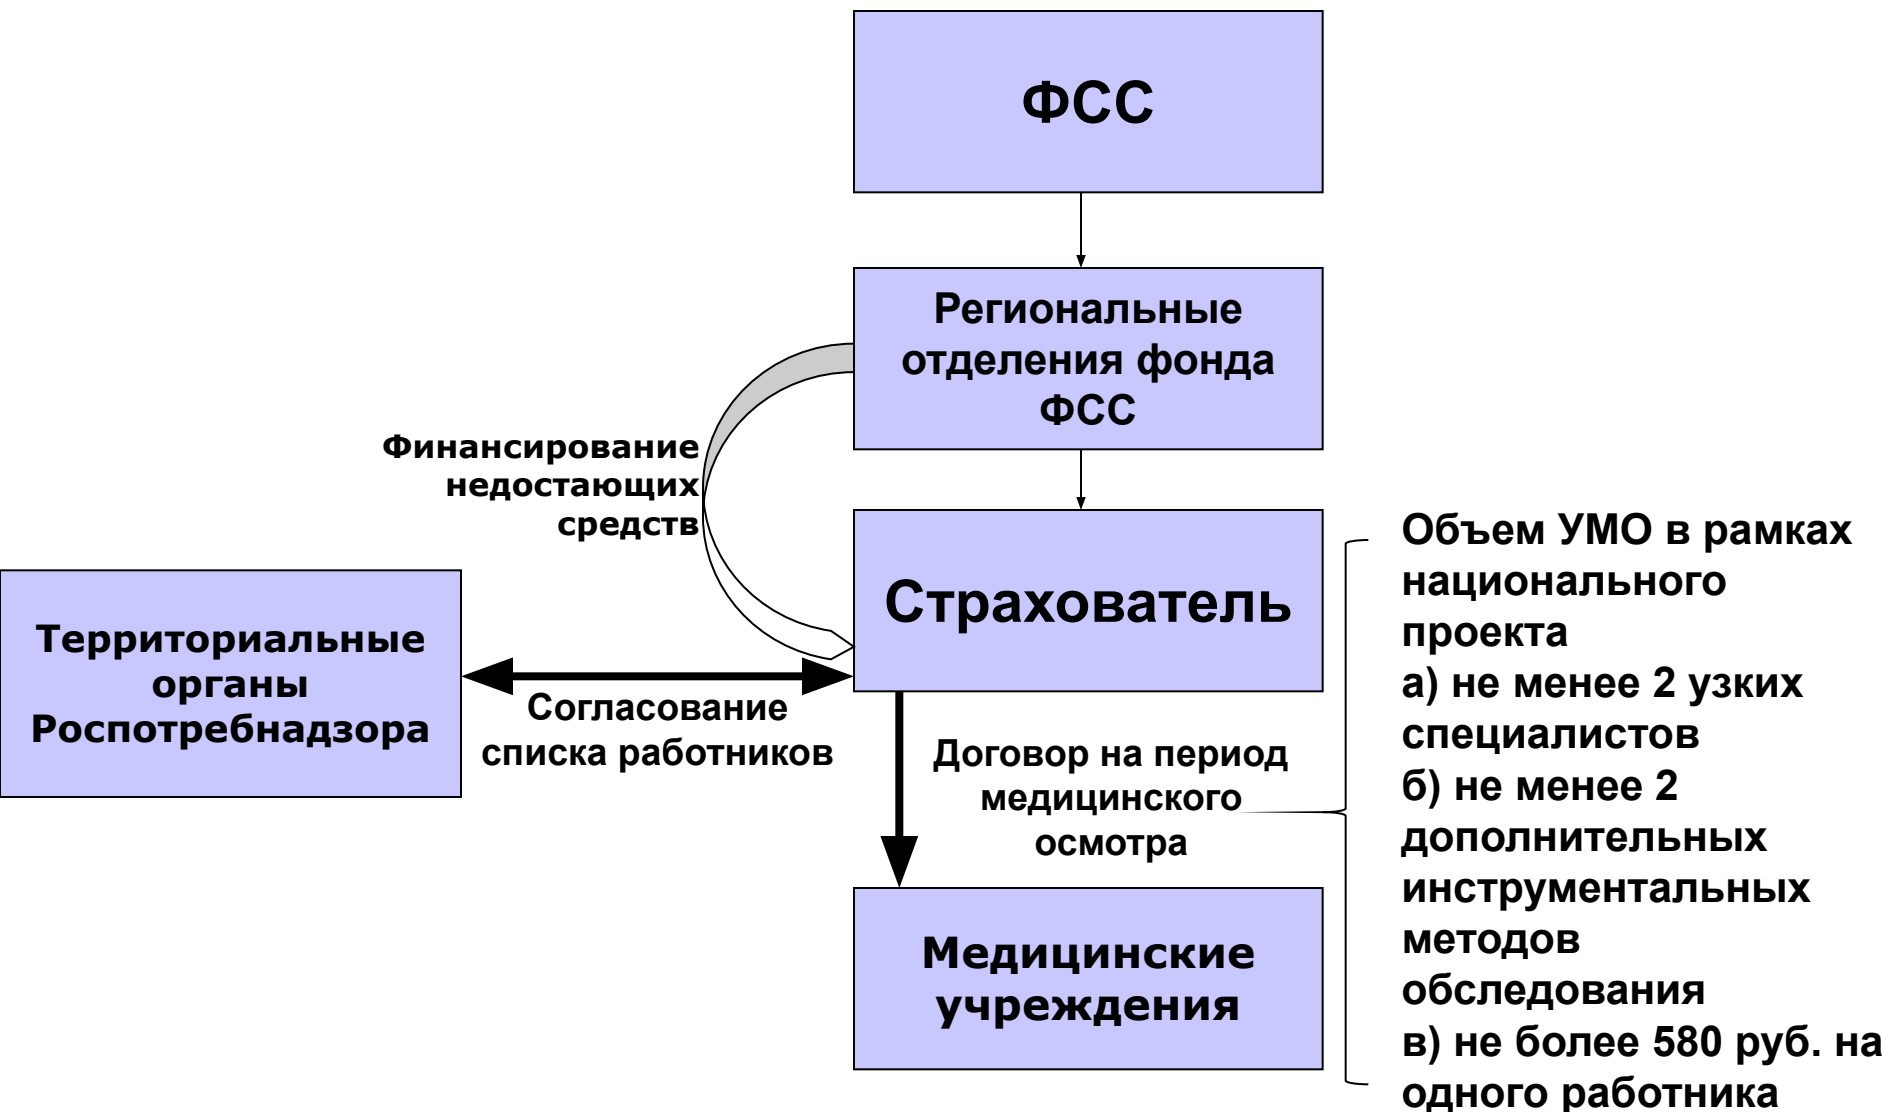 ФСС
Региональные
отделения фонда
ФСС
Финансирование
недостающих
средств
Страхователь
Территориальные
органы
Роспотребнадзора
Согласование
списка работников
Договор на период
медицинского
осмотра
Медицинские
учреждения
Объем УМО в рамках
национального
проекта
а) не менее 2 узких
специалистов
б) не менее 2
дополнительных
инструментальных
методов
обследования
в) не более 580 руб. на
одного работника